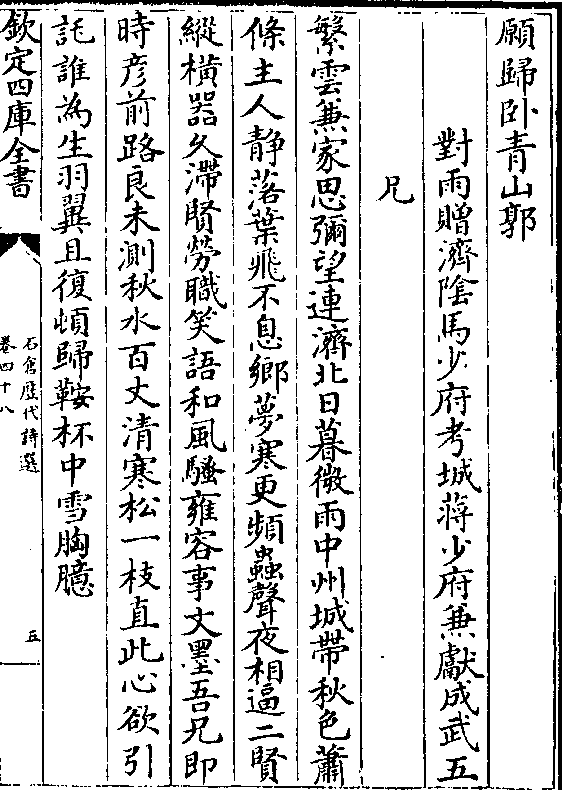 願歸卧青山郭
對雨贈濟隂馬少府考城蔣少府兼獻成武五
兄
繁雲兼家思彌望連濟北日暮微雨中州城帶秋色蕭
條主人静落葉飛不息鄉夢寒更頻蟲聲夜相逼二賢
縱横器久滯賢勞職笑語和風騷雍容事文墨吾兄即
時彦前路良未測秋水百丈清寒松一枝直此心欲引
託誰為生羽翼且復頓歸鞍杯中雪胸臆
欽定四庫全書
石倉歴代詩選
卷四十八
五